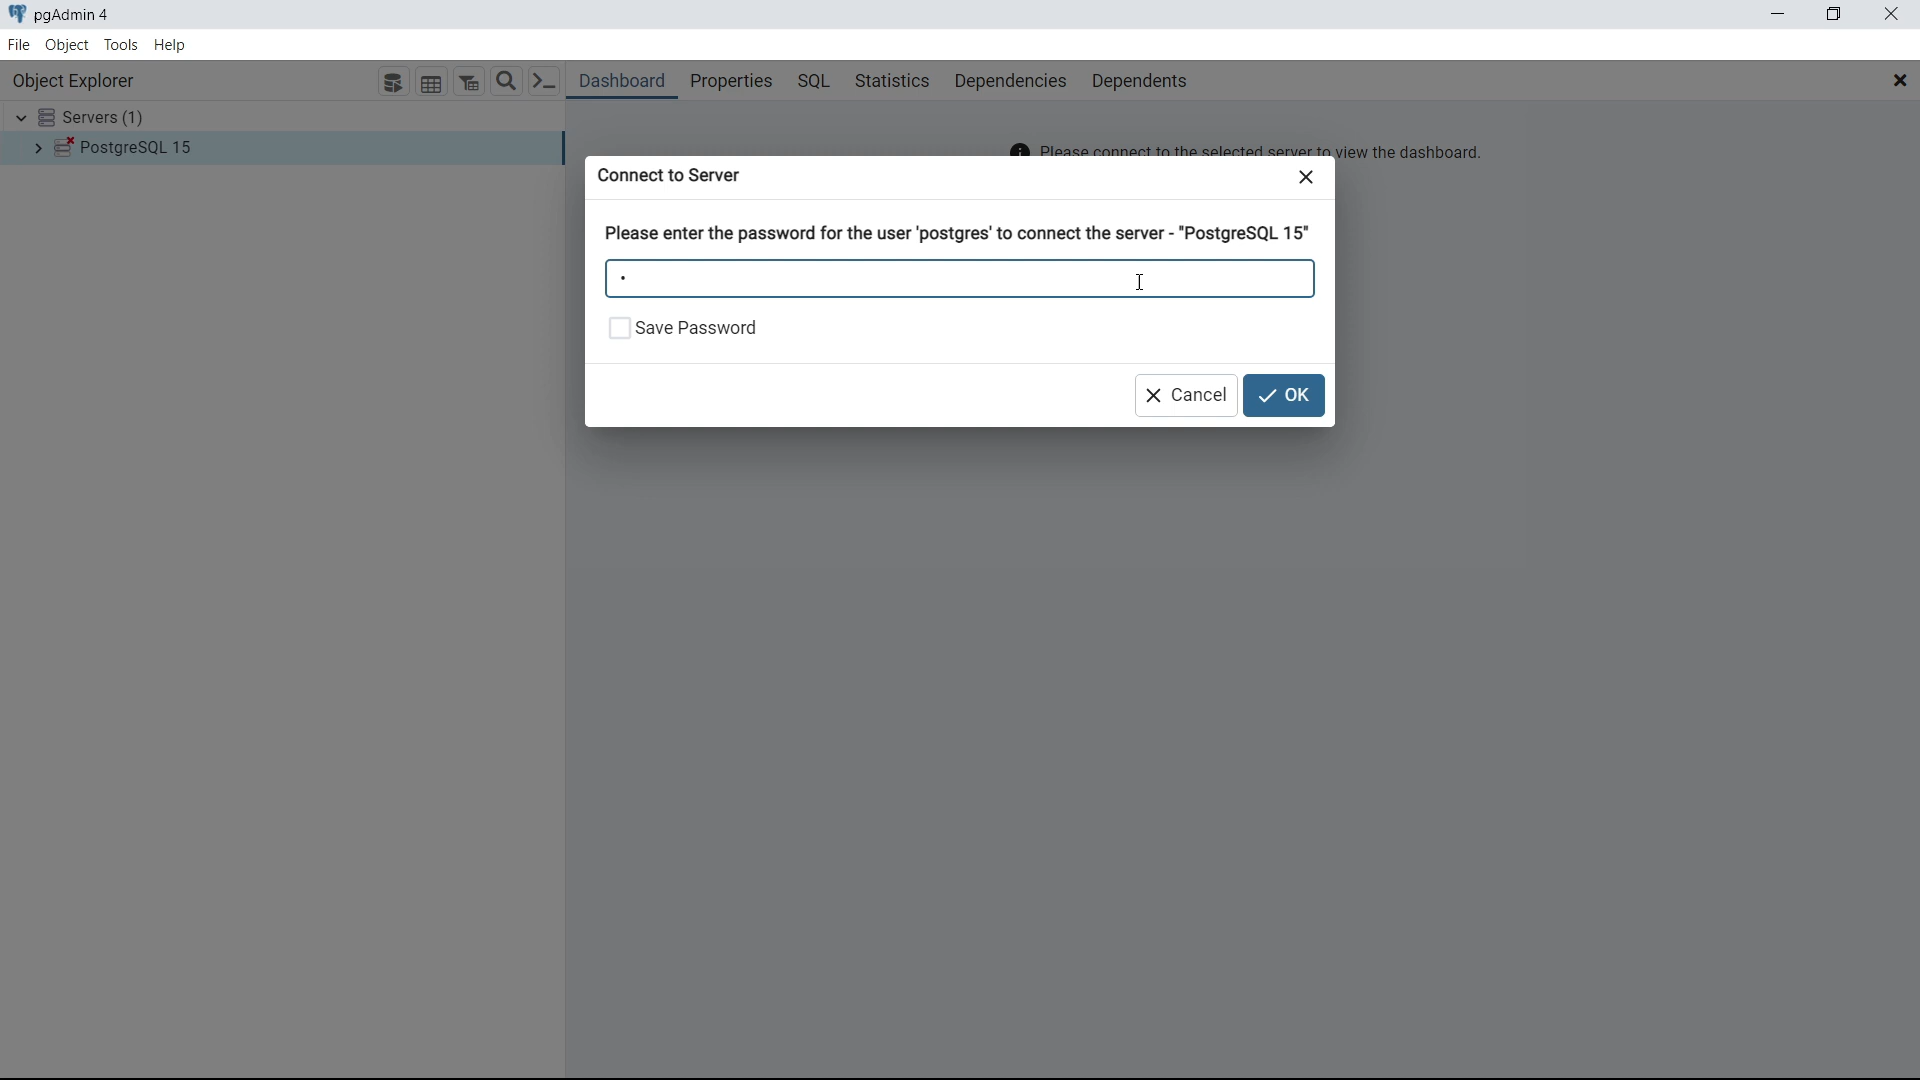 pgAdmin 4
File Object Tools Help
Object Explorer
Dashboard Properties SQL Statistics Dependencies Dependents
Servers (1)
PostgreSQL 15
Please connect to the selected server to view the dashboard.
Connect to Server
Please enter the password for the user 'postgres' to connect the server - "PostgreSQL 15"
Save Password
Cancel OK